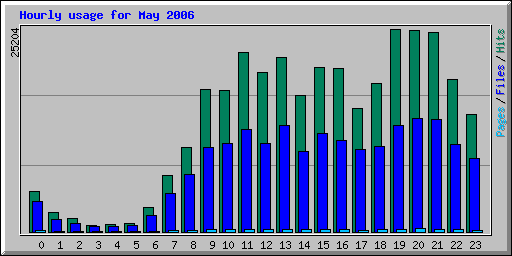 Hourly usage for May 2006
25204
Pages/Files/Hits
0 1 2 3 4 5 6 7 8 9 10 11 12 13 14 15 16 17 18 19 20 21 22 23